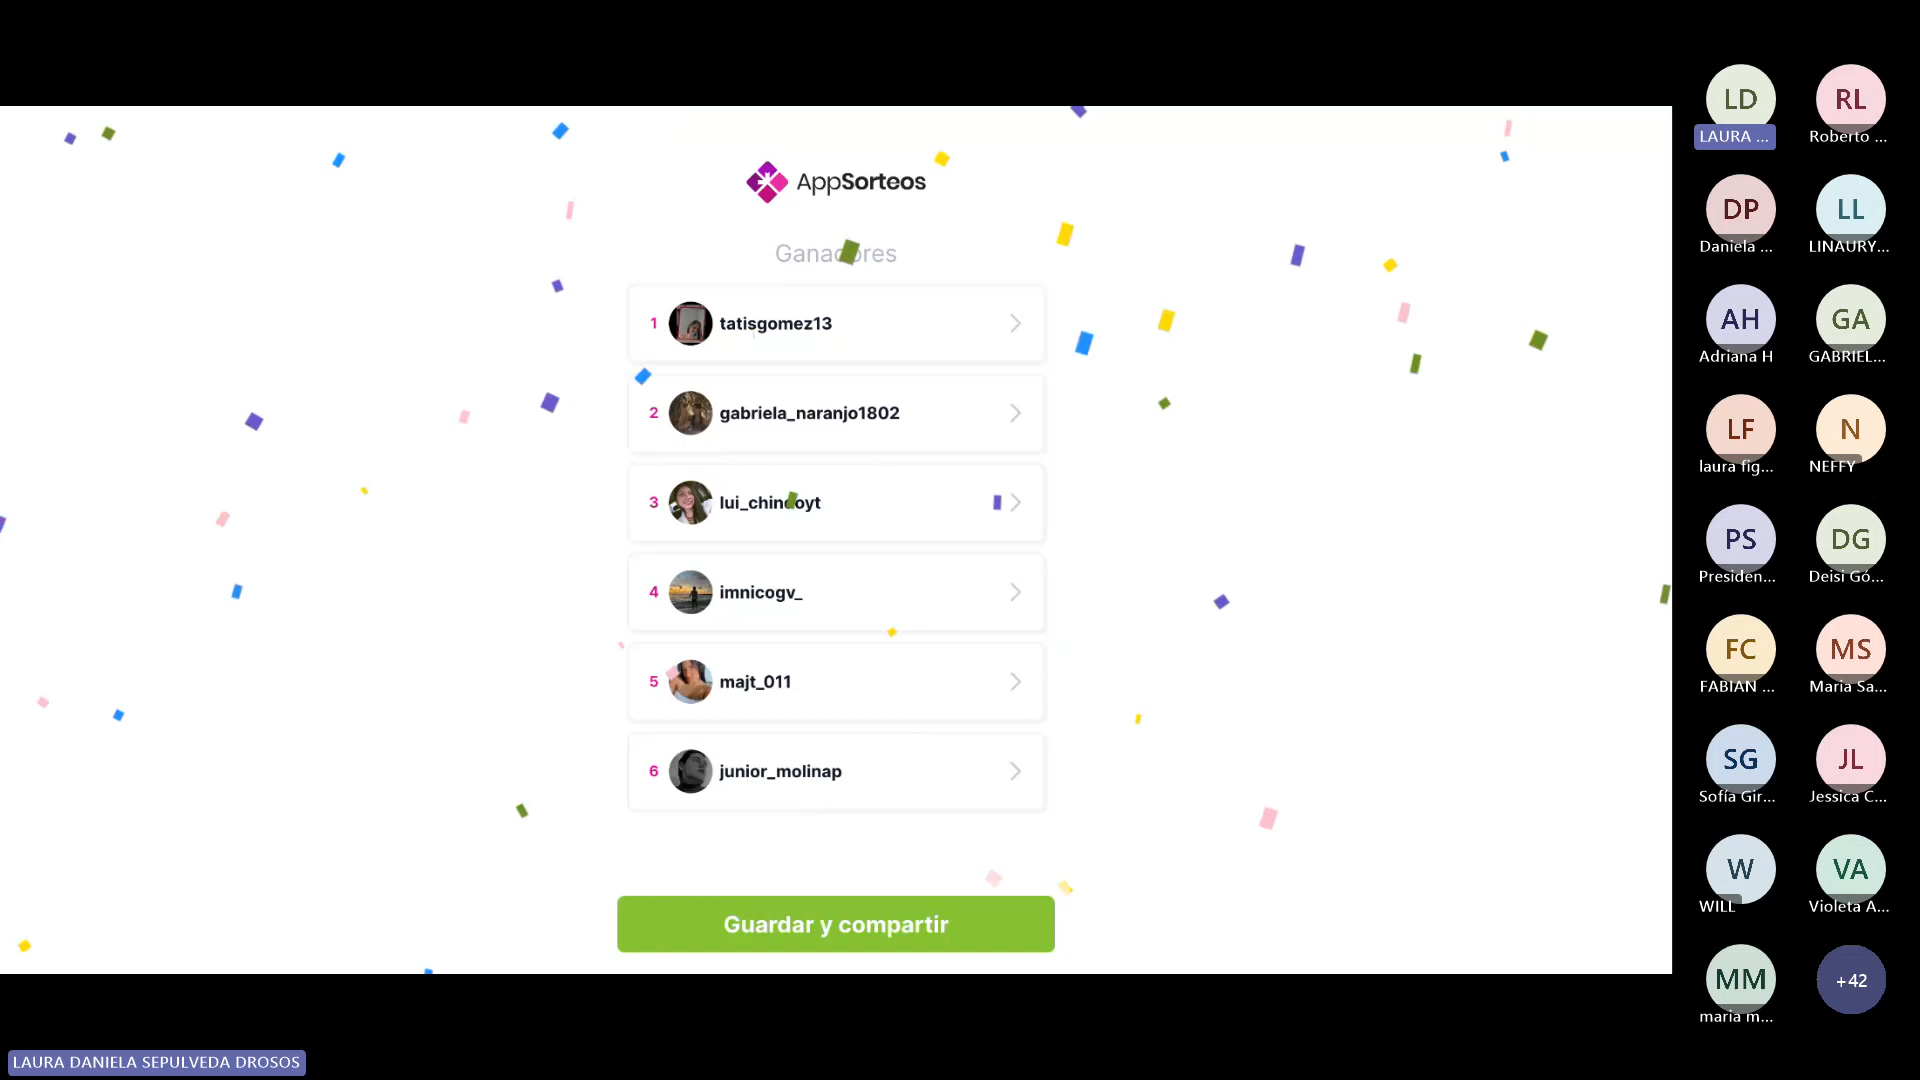 AppSorteos
Ganadores
1 tatisgomez13
2 gabriela_naranjo1802
3 lui_chindoyt
4 imnicogv_
5 majt_011
6 junior_molinap
Guardar y compartir
LD RL
LAURA ... Roberto ...
DP LL
Daniela ... LINAURY...
AH GA
Adriana H GABRIEL...
LF N
laura fig... NEFFY
PS DG
Presiden... Deisi Gó...
FC MS
FABIAN ... Maria Sa...
SG JL
Sofía Gir... Jessica C...
W VA
WILL Violeta A...
MM +42
maria m...
LAURA DANIELA SEPULVEDA DROSOS